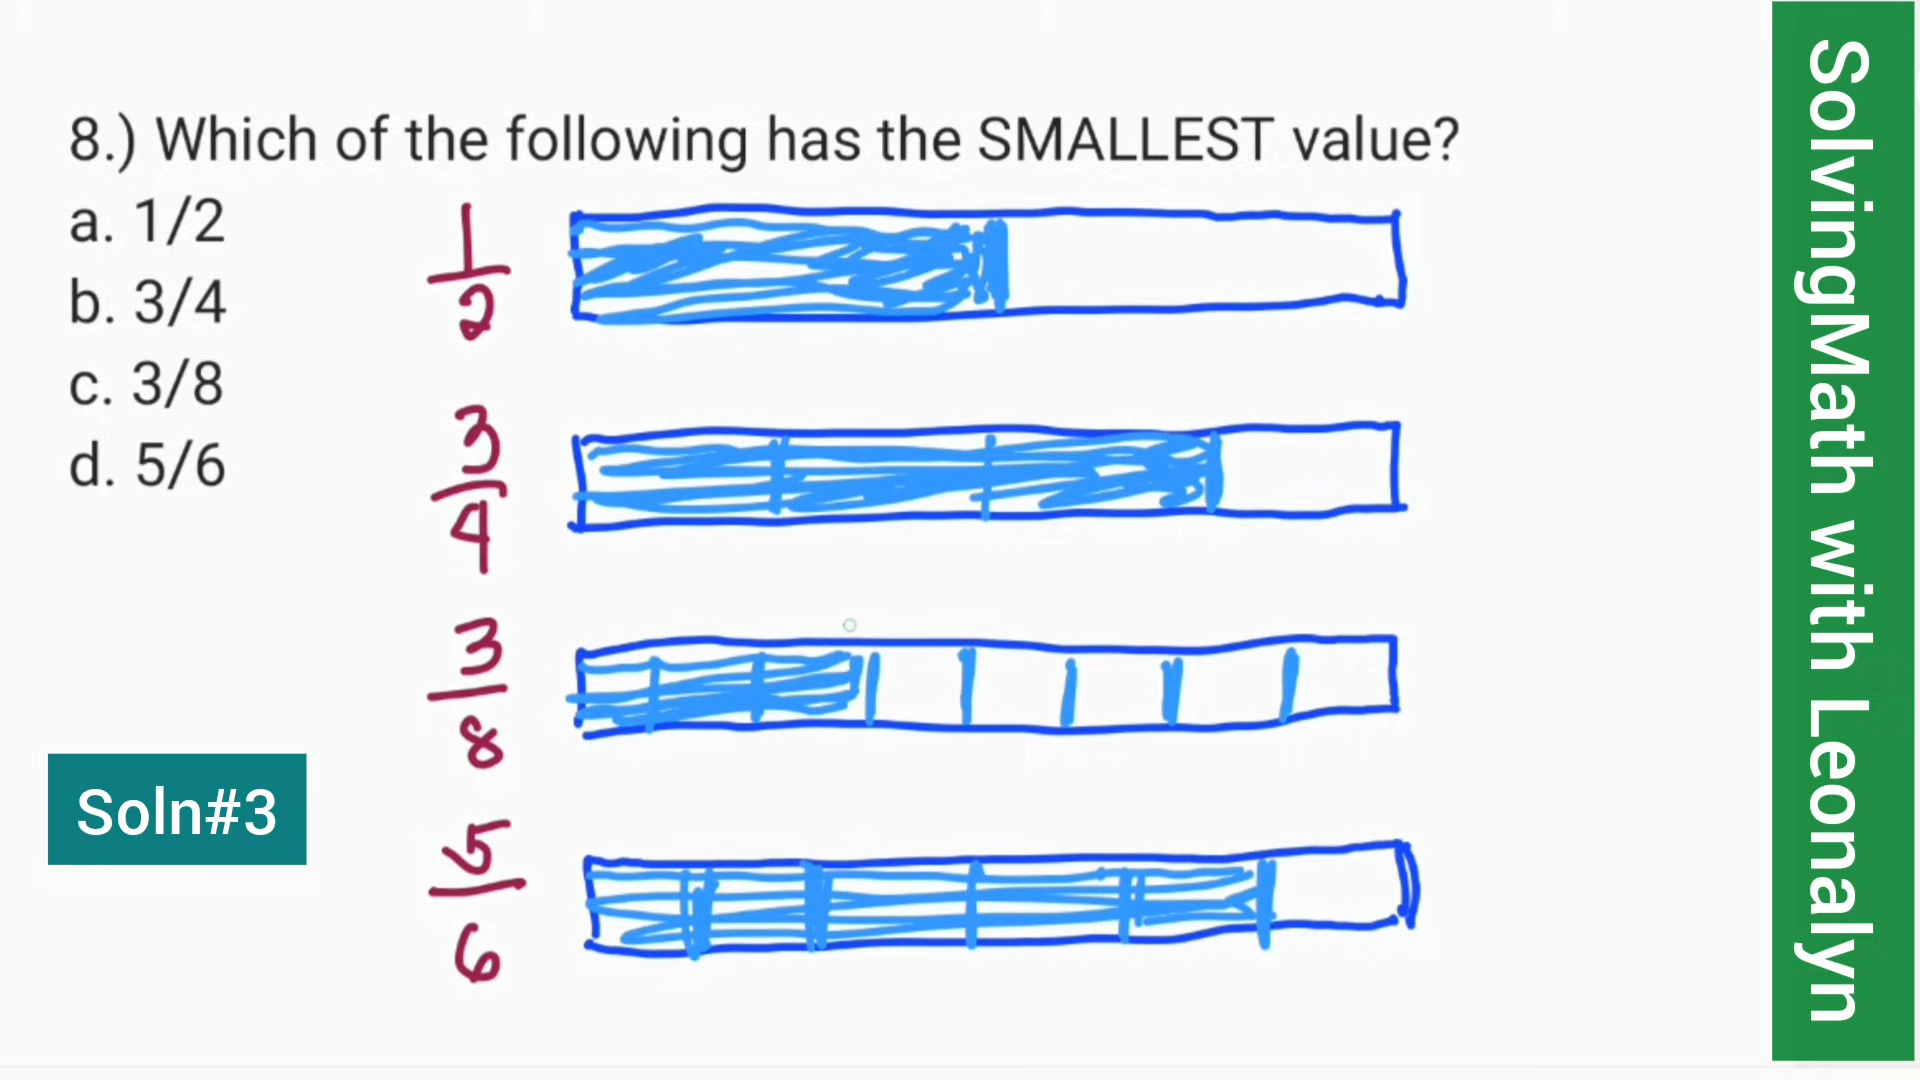 8.) Which of the following has the SMALLEST value?
a. 1/2
b. 3/4
c. 3/8
d. 5/6
1
2
3
4
3
8
5
6
Soln#3
SolvingMath with Leonalyn